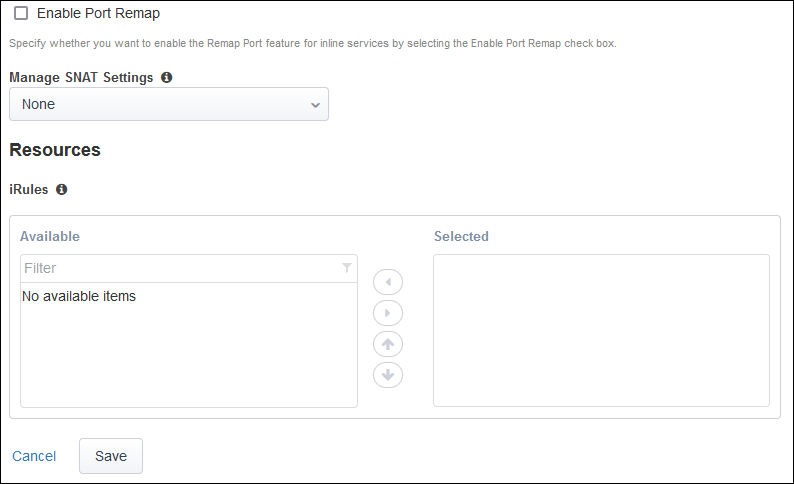 Enable Port Remap
Specify whether you want to enable the Remap Port feature for inline services by selecting the Enable Port Remap check box.
Manage SNAT Settings
None
Resources
iRules
Available
Selected
Filter
No available items
Cancel
Save